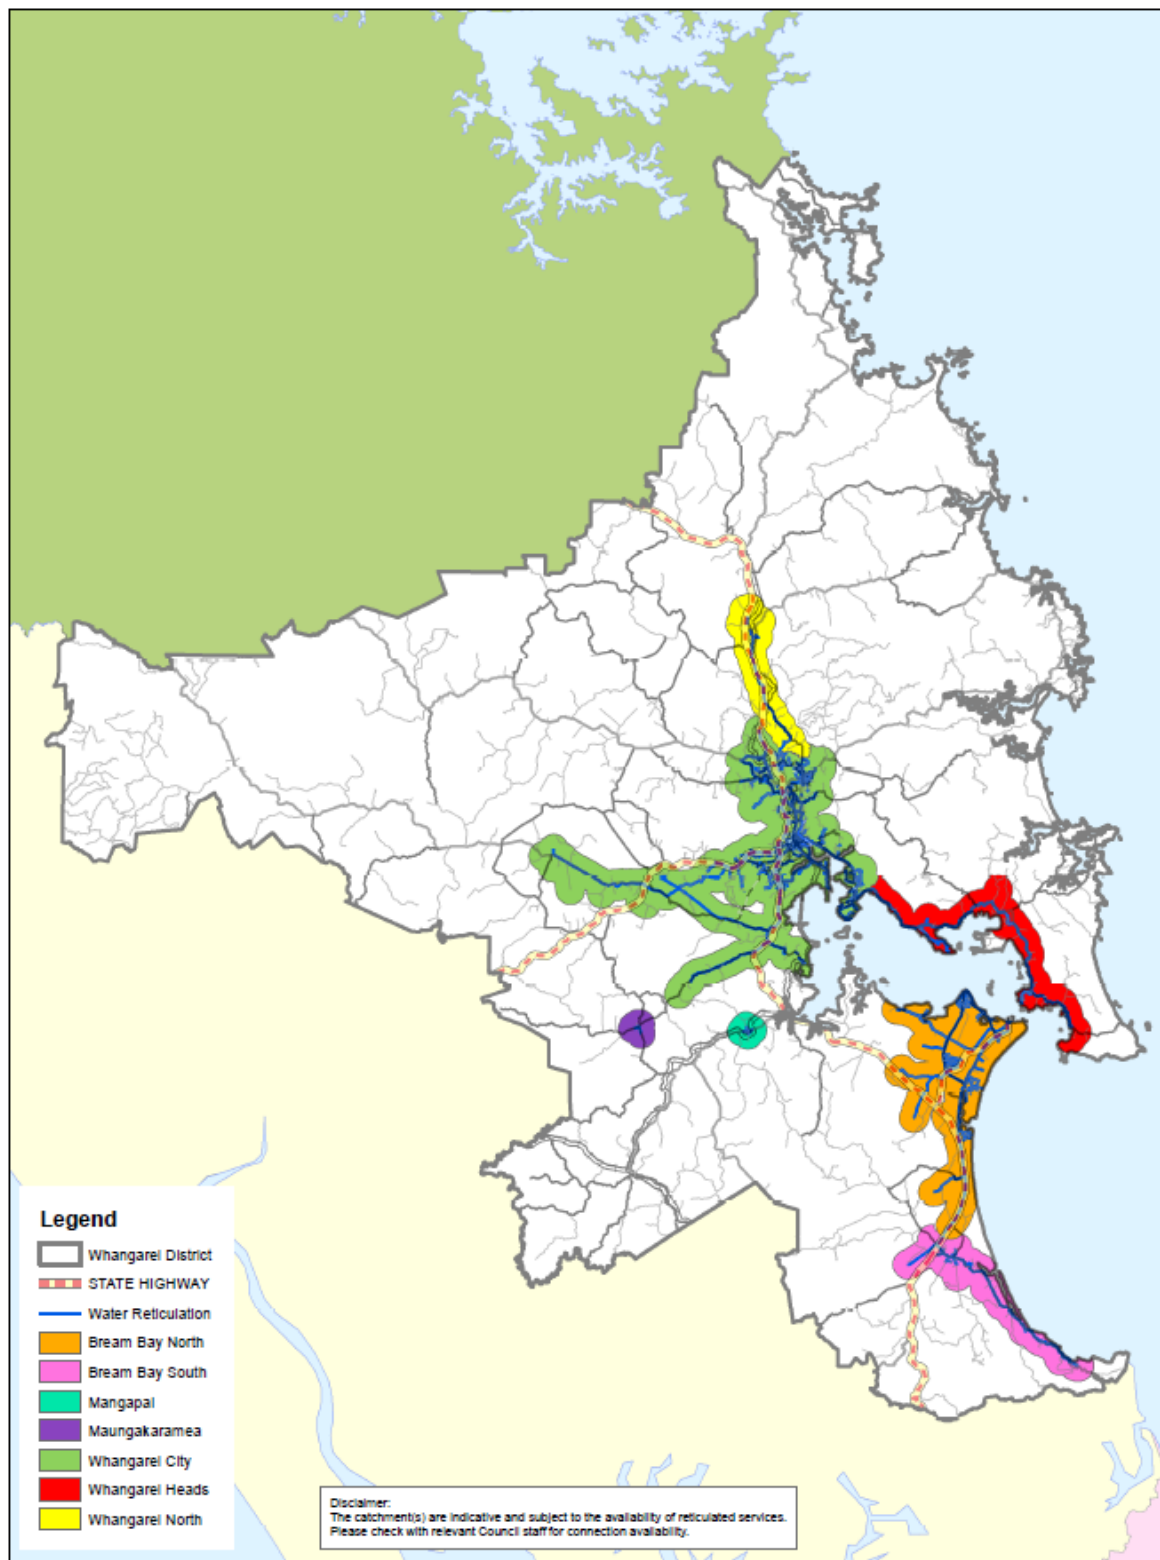 Legend
Whangarei District
STATE HIGHWAY
Water Reticulation
Bream Bay North
Bream Bay South
Mangapai
Maungakaramea
Whangarei City
Whangarei Heads
Whangarei North
Disclaimer:
The catchment(s) are indicative and subject to the availability of reticulated services.
Please check with relevant Council staff for connection availability.